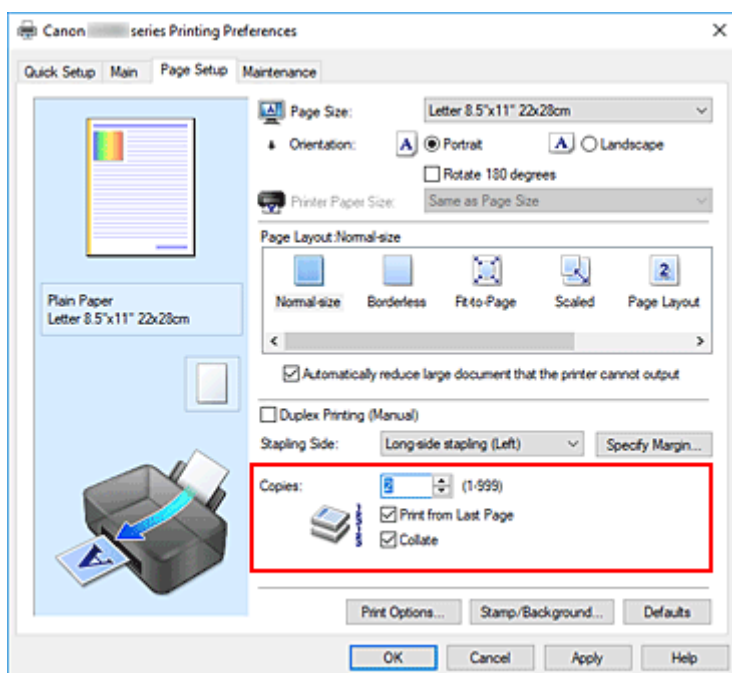 Canon series Printing Preferences
Quick Setup Main Page Setup Maintenance
Page Size: Letter 8.5"x11" 22x28cm
Orientation: A Portrait A Landscape
Rotate 180 degrees
Printer Paper Size: Same as Page Size
Page Layout:Normal-size
2
Normal-size Borderless Fit-to-Page Scaled Page Layout
Plain Paper
Letter 8.5"x11" 22x28cm
Automatically reduce large document that the printer cannot output
Duplex Printing (Manual)
Stapling Side: Long-side stapling (Left) Specify Margin...
Copies: 2 (1-999)
Print from Last Page
Collate
A
Print Options... Stamp/Background... Defaults
OK Cancel Apply Help